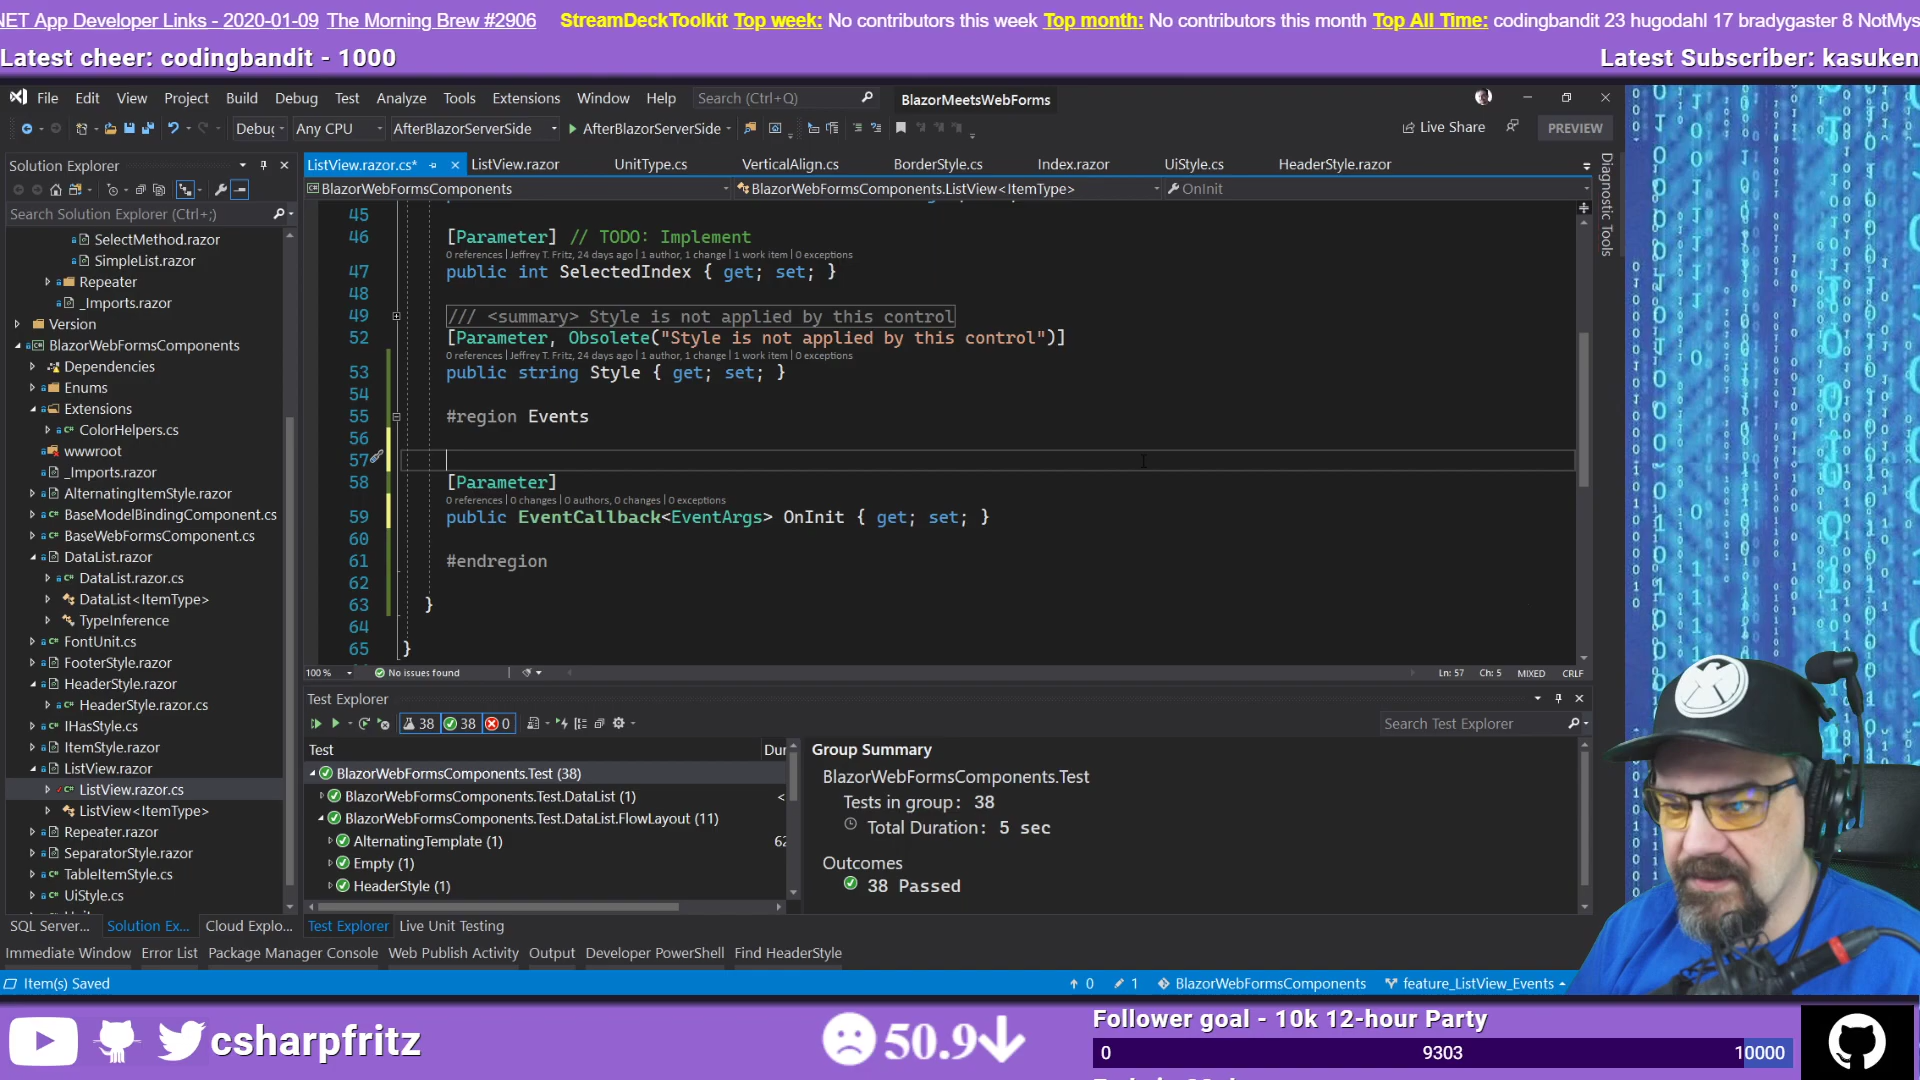 NET App Developer Links - 2020-01-09 The Morning Brew #2906 StreamDeckToolkit Top week: No contributors this week Top month: No contributors this month Top All Time: codingbandit 23 hugodahl 17 bradygaster 8 NotMys
Latest cheer: codingbandit - 1000 Latest Subscriber: kasuken
File Edit View Project Build Debug Test Analyze Tools Extensions Window Help Search (Ctrl+Q) BlazorMeetsWebForms
Debug Any CPU AfterBlazorServerSide AfterBlazorServerSide Live Share PREVIEW
Solution Explorer
ListView.razor.cs* ListView.razor UnitType.cs VerticalAlign.cs BorderStyle.cs Index.razor UiStyle.cs HeaderStyle.razor
BlazorWebFormsComponents BlazorWebFormsComponents.ListView<ItemType> OnInit
Diagnostic Tools
Search Solution Explorer (Ctrl+;)
SelectMethod.razor
SimpleList.razor
Repeater
_Imports.razor
Version
BlazorWebFormsComponents
Dependencies
Enums
Extensions
ColorHelpers.cs
wwwroot
_Imports.razor
AlternatingItemStyle.razor
BaseModelBindingComponent.cs
BaseWebFormsComponent.cs
DataList.razor
DataList.razor.cs
DataList<ItemType>
TypeInference
FontUnit.cs
FooterStyle.razor
HeaderStyle.razor
HeaderStyle.razor.cs
IHasStyle.cs
ItemStyle.razor
ListView.razor
ListView.razor.cs
ListView<ItemType>
Repeater.razor
SeparatorStyle.razor
TableItemStyle.cs
UiStyle.cs
45
46 [Parameter] // TODO: Implement
0 references | Jeffrey T. Fritz, 24 days ago | 1 author, 1 change | 1 work item | 0 exceptions
47 public int SelectedIndex { get; set; }
48
49 /// <summary> Style is not applied by this control
52 [Parameter, Obsolete("Style is not applied by this control")]
0 references | Jeffrey T. Fritz, 24 days ago | 1 author, 1 change | 1 work item | 0 exceptions
53 public string Style { get; set; }
54
55 #region Events
56
57
58 [Parameter]
0 references | 0 changes | 0 authors, 0 changes | 0 exceptions
59 public EventCallback<EventArgs> OnInit { get; set; }
60
61 #endregion
62
63 }
64
65 }
100 % No issues found Ln: 57 Ch: 5 MIXED CRLF
Test Explorer
38 38 0 Search Test Explorer
Test Dur
BlazorWebFormsComponents.Test (38)
BlazorWebFormsComponents.Test.DataList (1) <
BlazorWebFormsComponents.Test.DataList.FlowLayout (11)
AlternatingTemplate (1) 62
Empty (1)
HeaderStyle (1)
Group Summary
BlazorWebFormsComponents.Test
Tests in group: 38
Total Duration: 5 sec
Outcomes
38 Passed
SQL Server... Solution Ex... Cloud Explo... Test Explorer Live Unit Testing
Immediate Window Error List Package Manager Console Web Publish Activity Output Developer PowerShell Find HeaderStyle
Item(s) Saved 0 1 BlazorWebFormsComponents feature_ListView_Events
csharpfritz 50.9 Follower goal - 10k 12-hour Party
0 9303 10000